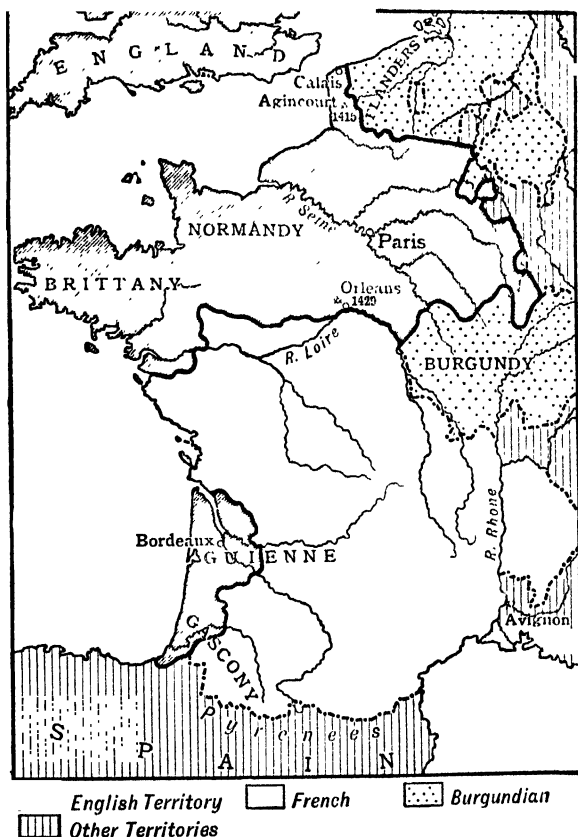 ENGLAND
Calais
Agincourt
1415
FLANDERS
R. Seine
NORMANDY
Paris
BRITTANY
Orleans
1429
R. Loire
BURGUNDY
R. Rhone
Bordeaux
GUIENNE
Avignon
GASCONY
Pyrenees
SPAIN
English Territory
French
Burgundian
Other Territories